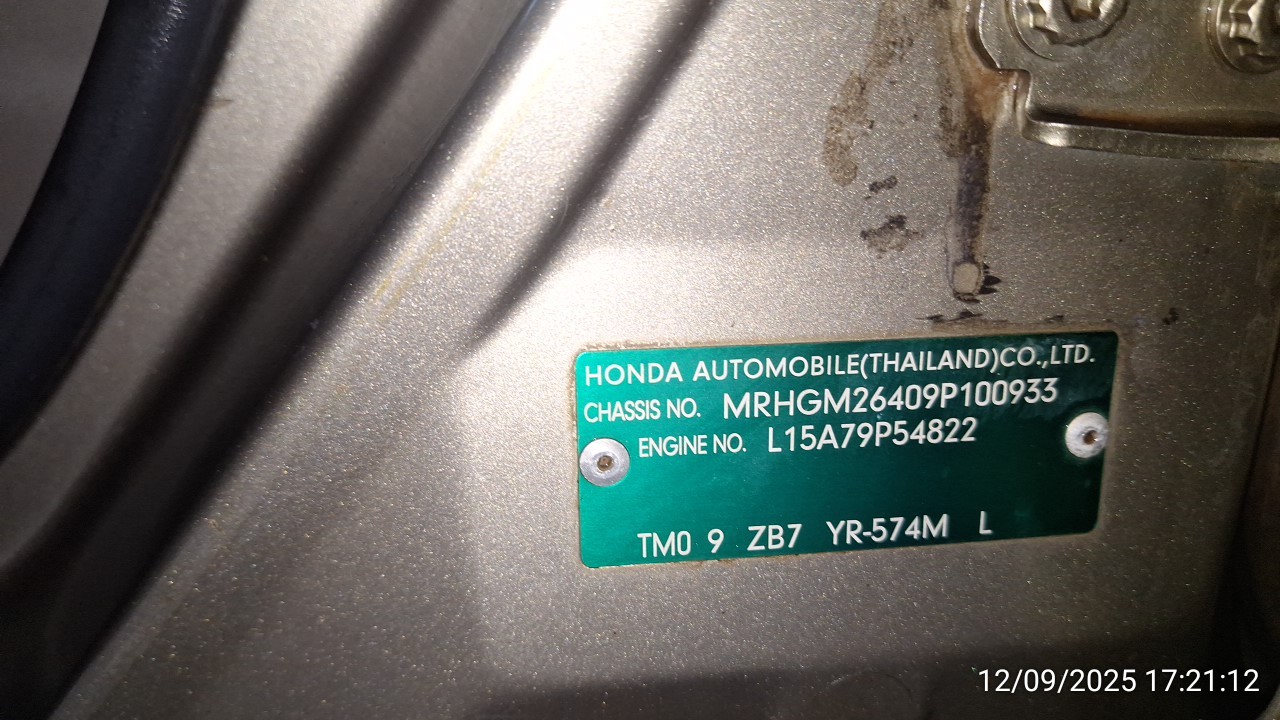 HONDA AUTOMOBILE(THAILAND)CO.,LTD.
CHASSIS NO. MRHGM26409P100933
ENGINE NO. L15A79P54822
TM0 9 ZB7 YR-574M L
12/09/2025 17:21:12